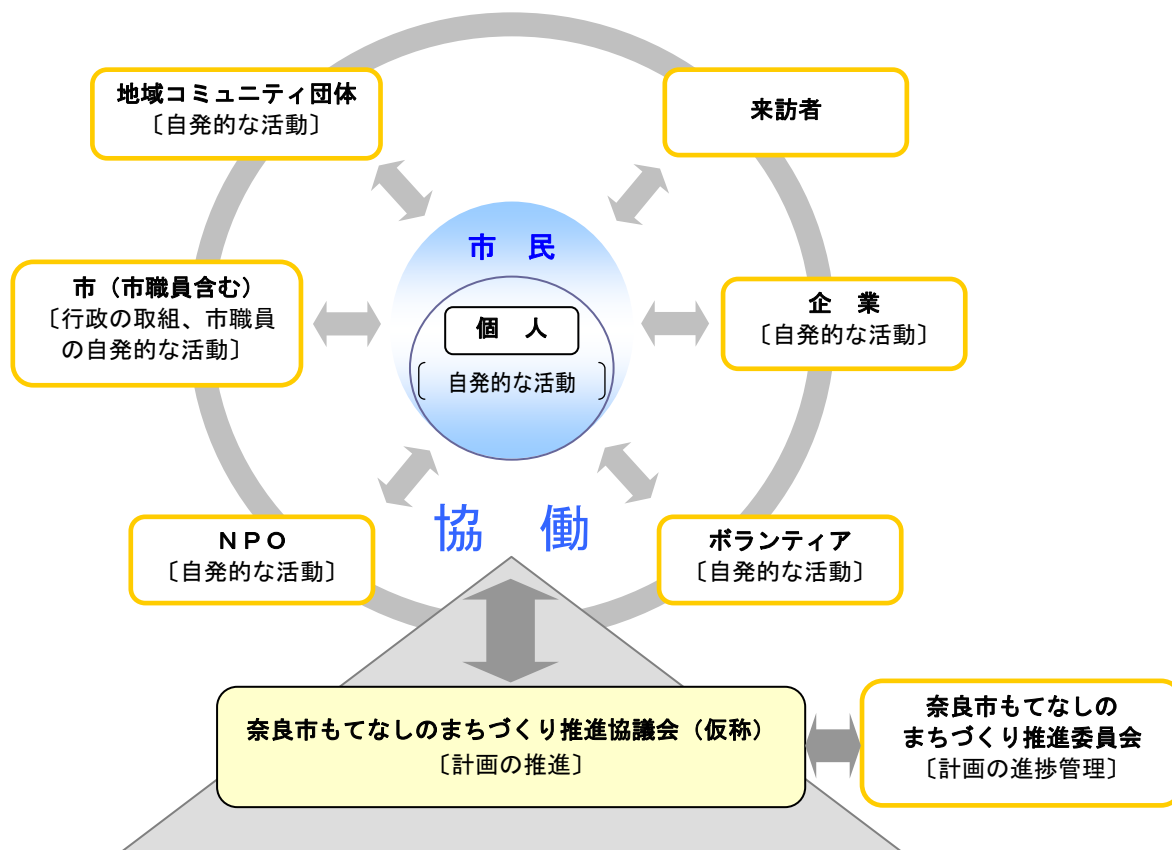 地域コミュニティ団体
〔自発的な活動〕
来訪者
市 民
個 人
〔 自発的な活動 〕
市（市職員含む）
〔行政の取組、市職員
の自発的な活動〕
企 業
〔自発的な活動〕
ＮＰＯ
〔自発的な活動〕
協 働
ボランティア
〔自発的な活動〕
奈良市もてなしのまちづくり推進協議会（仮称）
〔計画の推進〕
奈良市もてなしの
まちづくり推進委員会
〔計画の進捗管理〕